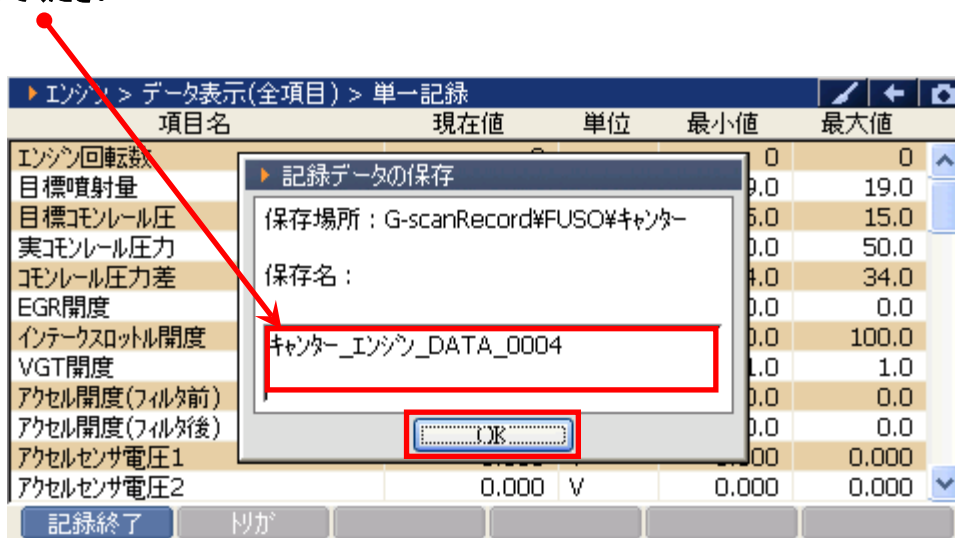 エンジン > データ表示(全項目) > 単一記録
項目名 現在値 単位 最小値 最大値
エンジン回転数 0 0
目標噴射量 19.0
目標コモンレール圧 15.0
実コモンレール圧力 50.0
コモンレール圧力差 34.0
EGR開度 0.0
インテークスロットル開度 100.0
VGT開度 1.0
アクセル開度(フィルタ前) 0.0
アクセル開度(フィルタ後) 0.0
アクセルセンサ電圧1 0.000
アクセルセンサ電圧2 0.000 V 0.000 0.000
記録データの保存
保存場所：G-scanRecord¥FUSO¥キャンター
保存名：
キャンター_エンジン_DATA_0004
OK
記録終了 トリガ